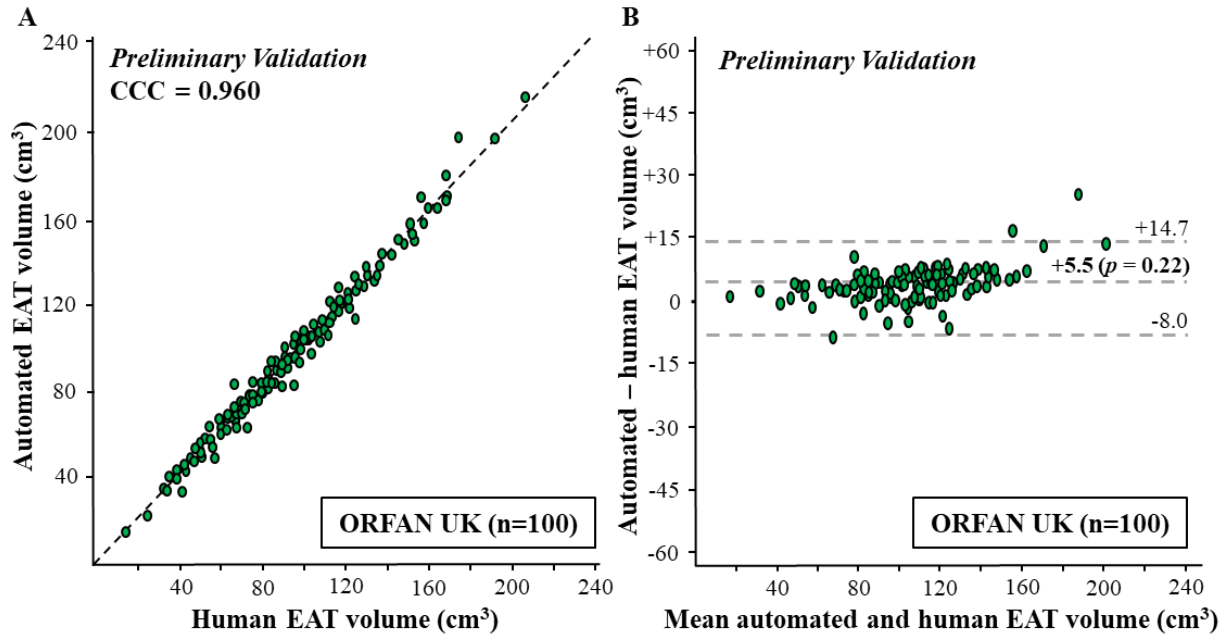 A
Preliminary Validation
CCC = 0.960
Automated EAT volume (cm³)
240
200
160
120
80
40
ORFAN UK (n=100)
40 80 120 160 200 240
Human EAT volume (cm³)
B
Preliminary Validation
Automated – human EAT volume (cm³)
+60
+45
+30
+15
0
-15
-30
-45
-60
+14.7
+5.5 (p = 0.22)
-8.0
ORFAN UK (n=100)
40 80 120 160 200 240
Mean automated and human EAT volume (cm³)